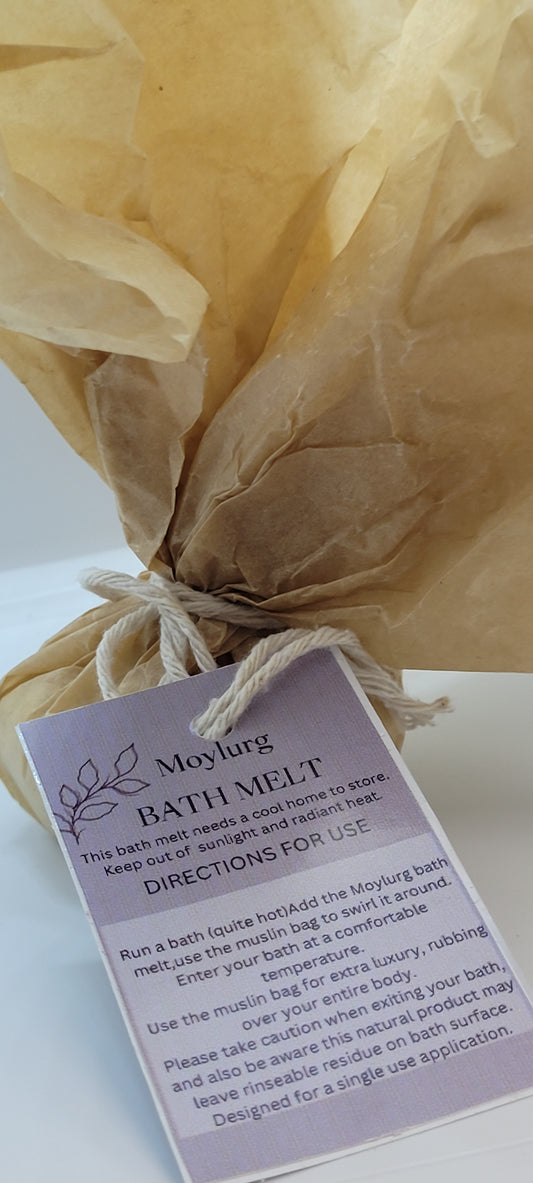 Moylurg
BATH MELT
This bath melt needs a cool home to store.
Keep out of sunlight and radiant heat.
DIRECTIONS FOR USE
Run a bath (quite hot)Add the Moylurg bath
melt,use the muslin bag to swirl it around.
Enter your bath at a comfortable
temperature.
Use the muslin bag for extra luxury, rubbing
over your entire body.
Please take caution when exiting your bath,
and also be aware this natural product may
leave rinseable residue on bath surface.
Designed for a single use application.